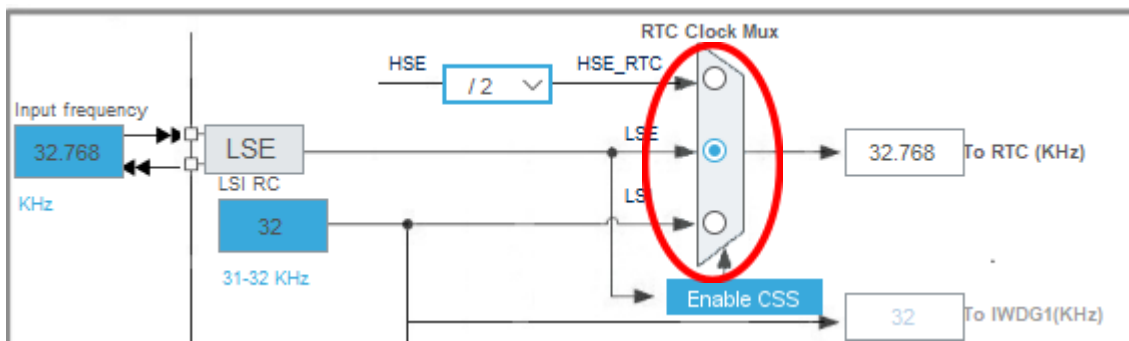 RTC Clock Mux
HSE
/ 2
HSE_RTC
Input frequency
32.768
KHz
LSE
LSE
32.768
To RTC (KHz)
LSI RC
32
31-32 KHz
LSI
Enable CSS
32
To IWDG1(KHz)